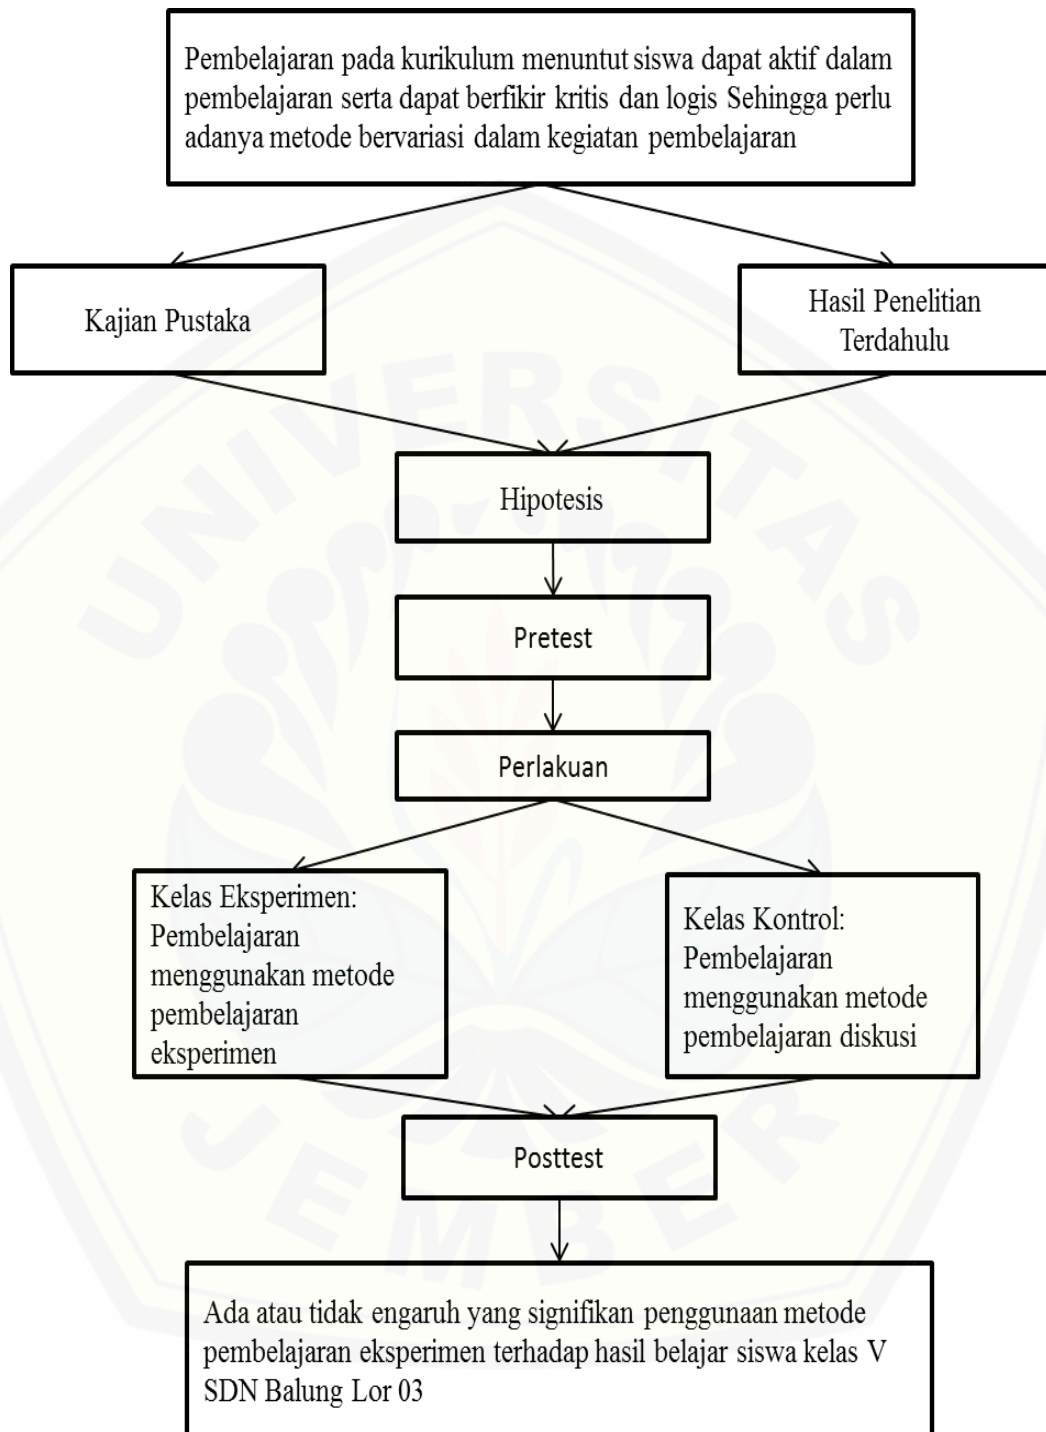 Pembelajaran pada kurikulum menuntut siswa dapat aktif dalam
pembelajaran serta dapat berfikir kritis dan logis Sehingga perlu
adanya metode bervariasi dalam kegiatan pembelajaran
Kajian Pustaka
Hasil Penelitian
Terdahulu
Hipotesis
Pretest
Perlakuan
Kelas Eksperimen:
Pembelajaran
menggunakan metode
pembelajaran
eksperimen
Kelas Kontrol:
Pembelajaran
menggunakan metode
pembelajaran diskusi
Posttest
Ada atau tidak engaruh yang signifikan penggunaan metode
pembelajaran eksperimen terhadap hasil belajar siswa kelas V
SDN Balung Lor 03
UNIVERSITAS
JEMBER